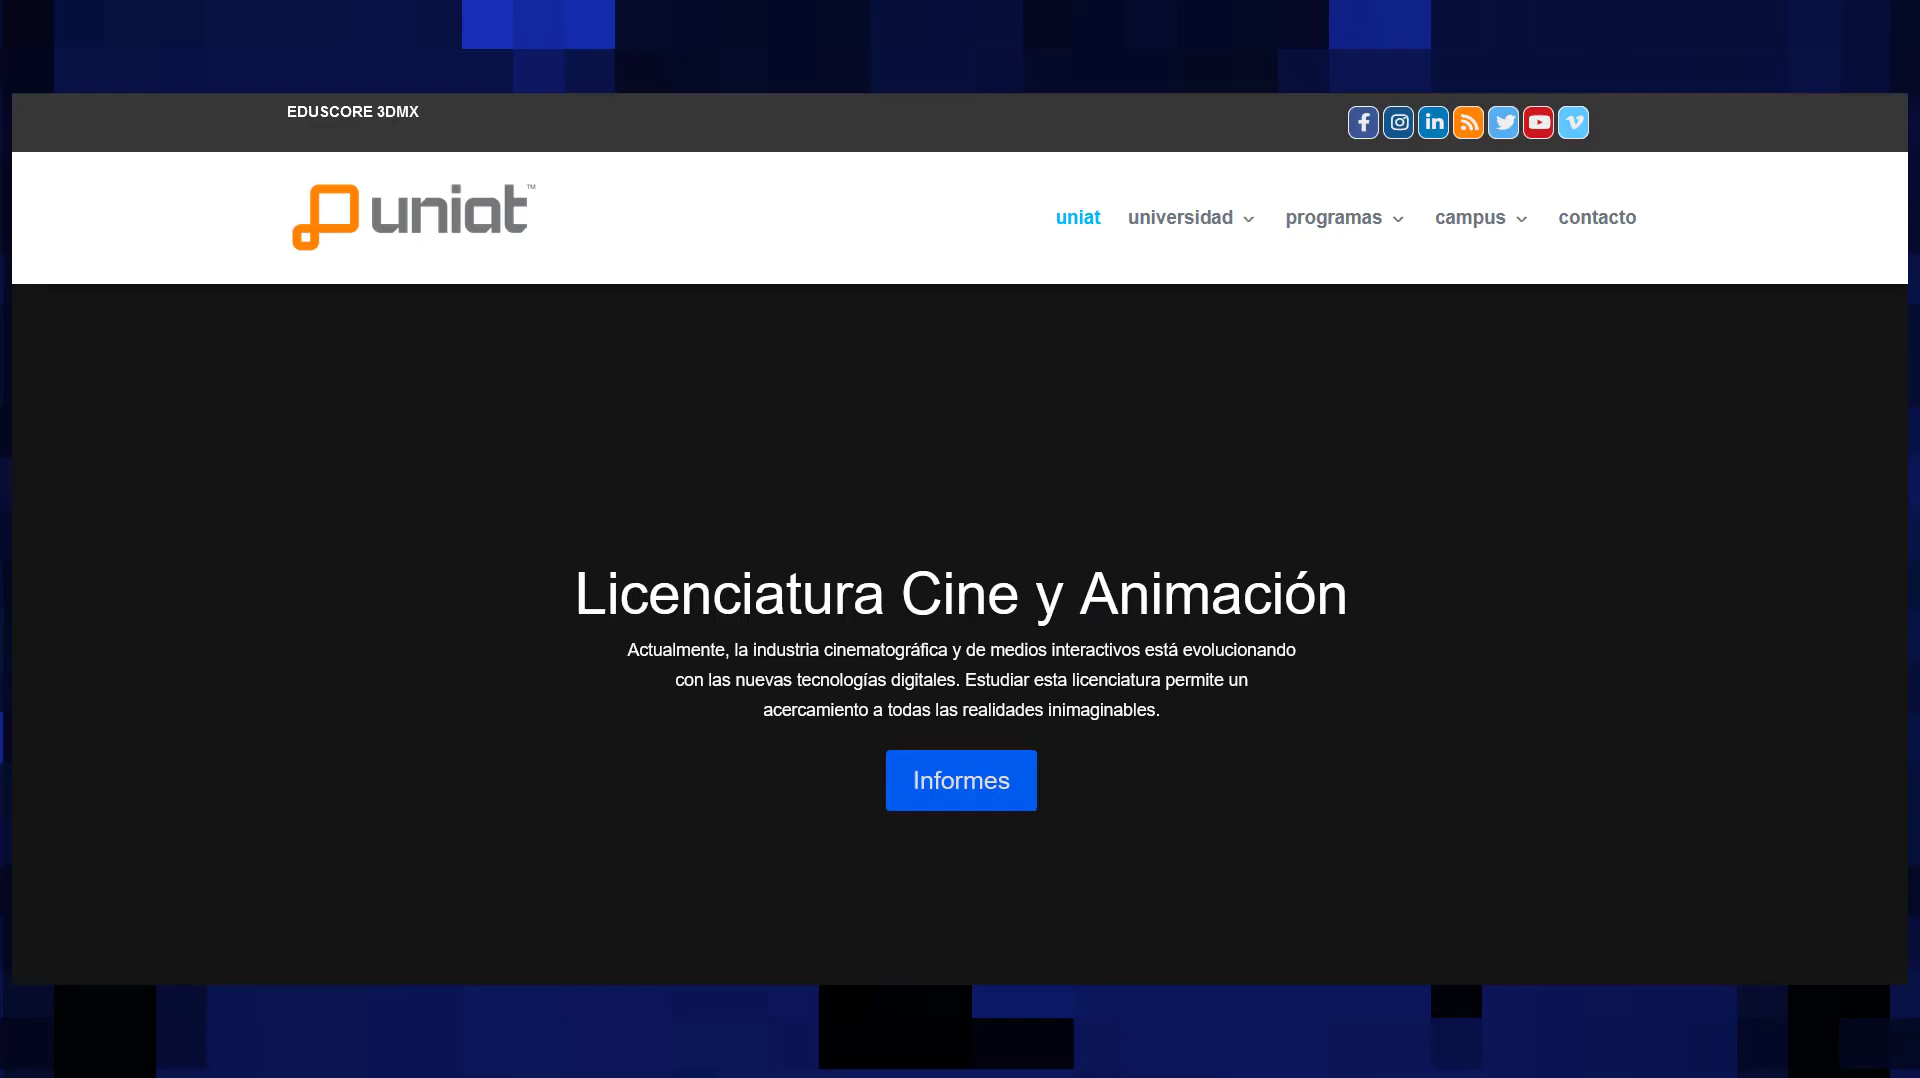 EDUSCORE 3DMX
uniat™
uniat universidad programas campus contacto
Licenciatura Cine y Animación
Actualmente, la industria cinematográfica y de medios interactivos está evolucionando
con las nuevas tecnologías digitales. Estudiar esta licenciatura permite un
acercamiento a todas las realidades inimaginables.
Informes